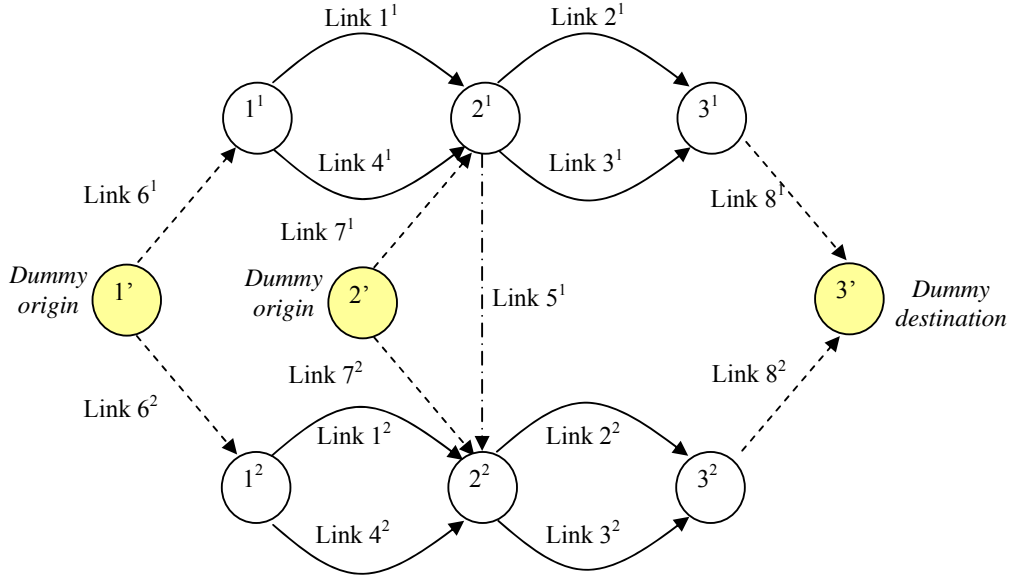 Link 1¹
Link 2¹
1¹
2¹
3¹
Link 4¹
Link 3¹
Link 6¹
Link 8¹
Link 7¹
Dummy
origin
1’
Dummy
origin
2’
Link 5¹
3’
Dummy
destination
Link 7²
Link 8²
Link 6²
Link 1²
Link 2²
1²
2²
3²
Link 4²
Link 3²